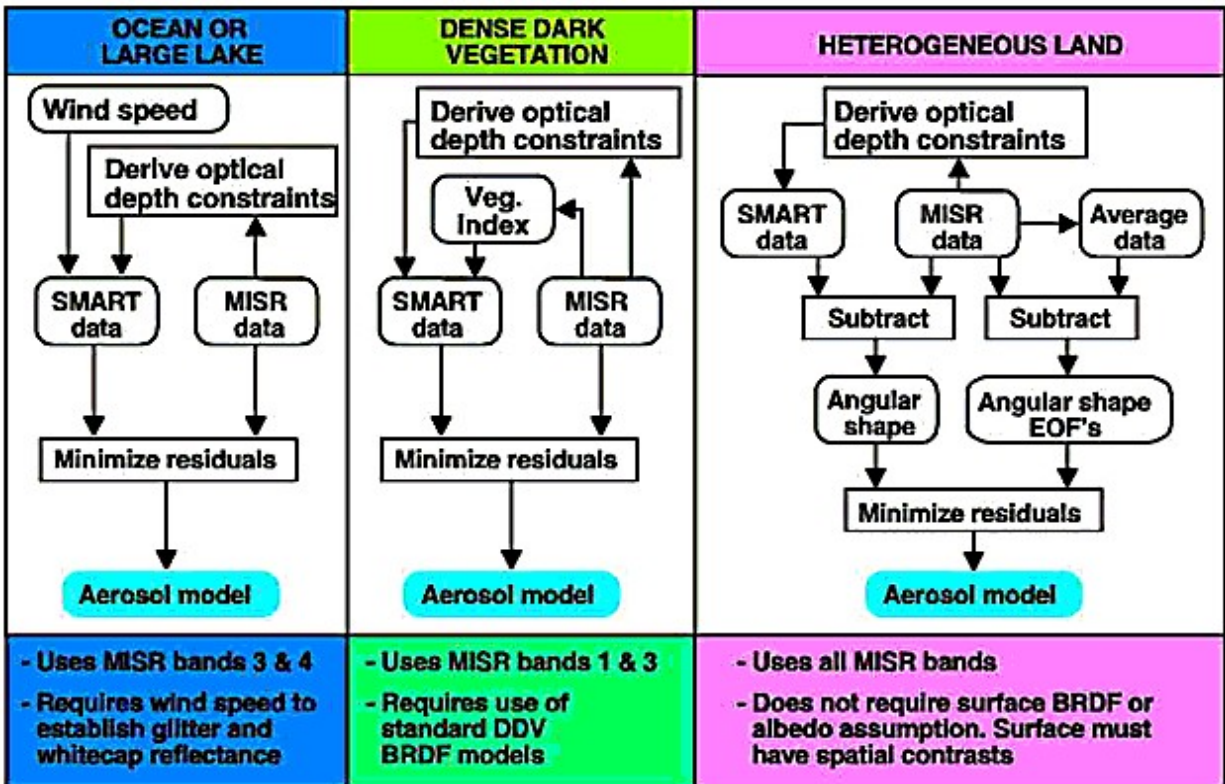 OCEAN OR
LARGE LAKE
Wind speed
Derive optical
depth constraints
SMART
data
MISR
data
Minimize residuals
Aerosol model
- Uses MISR bands 3 & 4
- Requires wind speed to
establish glitter and
whitecap reflectance
DENSE DARK
VEGETATION
Derive optical
depth constraints
Veg.
Index
SMART
data
MISR
data
Minimize residuals
Aerosol model
- Uses MISR bands 1 & 3
- Requires use of
standard DDV
BRDF models
HETEROGENEOUS LAND
Derive optical
depth constraints
SMART
data
MISR
data
Average
data
Subtract
Subtract
Angular
shape
Angular shape
EOF's
Minimize residuals
Aerosol model
- Uses all MISR bands
- Does not require surface BRDF or
albedo assumption. Surface must
have spatial contrasts